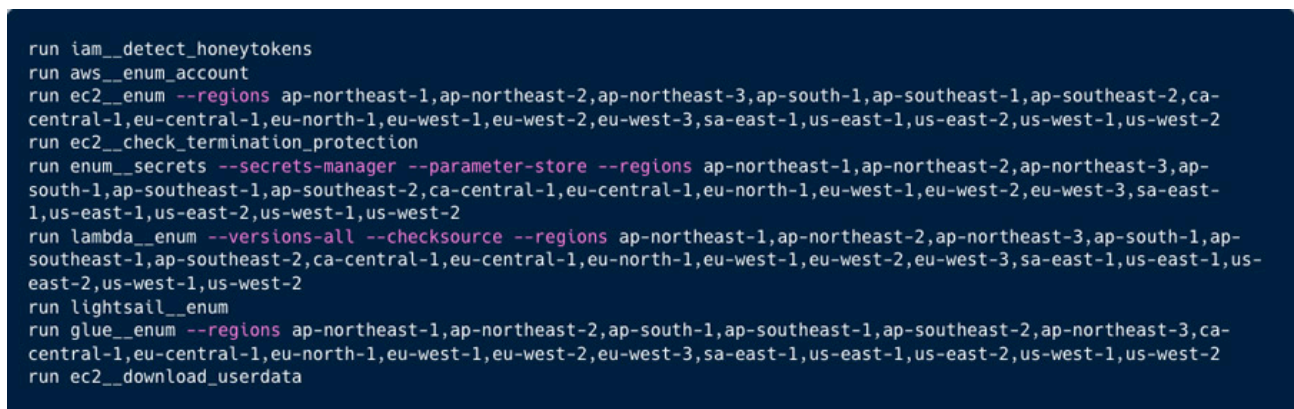 run iam__detect_honeytokens
run aws__enum_account
run ec2__enum --regions ap-northeast-1,ap-northeast-2,ap-northeast-3,ap-south-1,ap-southeast-1,ap-southeast-2,ca-
central-1,eu-central-1,eu-north-1,eu-west-1,eu-west-2,eu-west-3,sa-east-1,us-east-1,us-east-2,us-west-1,us-west-2
run ec2__check_termination_protection
run enum__secrets --secrets-manager --parameter-store --regions ap-northeast-1,ap-northeast-2,ap-northeast-3,ap-
south-1,ap-southeast-1,ap-southeast-2,ca-central-1,eu-central-1,eu-north-1,eu-west-1,eu-west-2,eu-west-3,sa-east-
1,us-east-1,us-east-2,us-west-1,us-west-2
run lambda__enum --versions-all --checksource --regions ap-northeast-1,ap-northeast-2,ap-northeast-3,ap-south-1,ap-
southeast-1,ap-southeast-2,ca-central-1,eu-central-1,eu-north-1,eu-west-1,eu-west-2,eu-west-3,sa-east-1,us-east-1,us-
east-2,us-west-1,us-west-2
run lightsail__enum
run glue__enum --regions ap-northeast-1,ap-northeast-2,ap-south-1,ap-southeast-1,ap-southeast-2,ap-northeast-3,ca-
central-1,eu-central-1,eu-north-1,eu-west-1,eu-west-2,eu-west-3,sa-east-1,us-east-1,us-east-2,us-west-1,us-west-2
run ec2__download_userdata